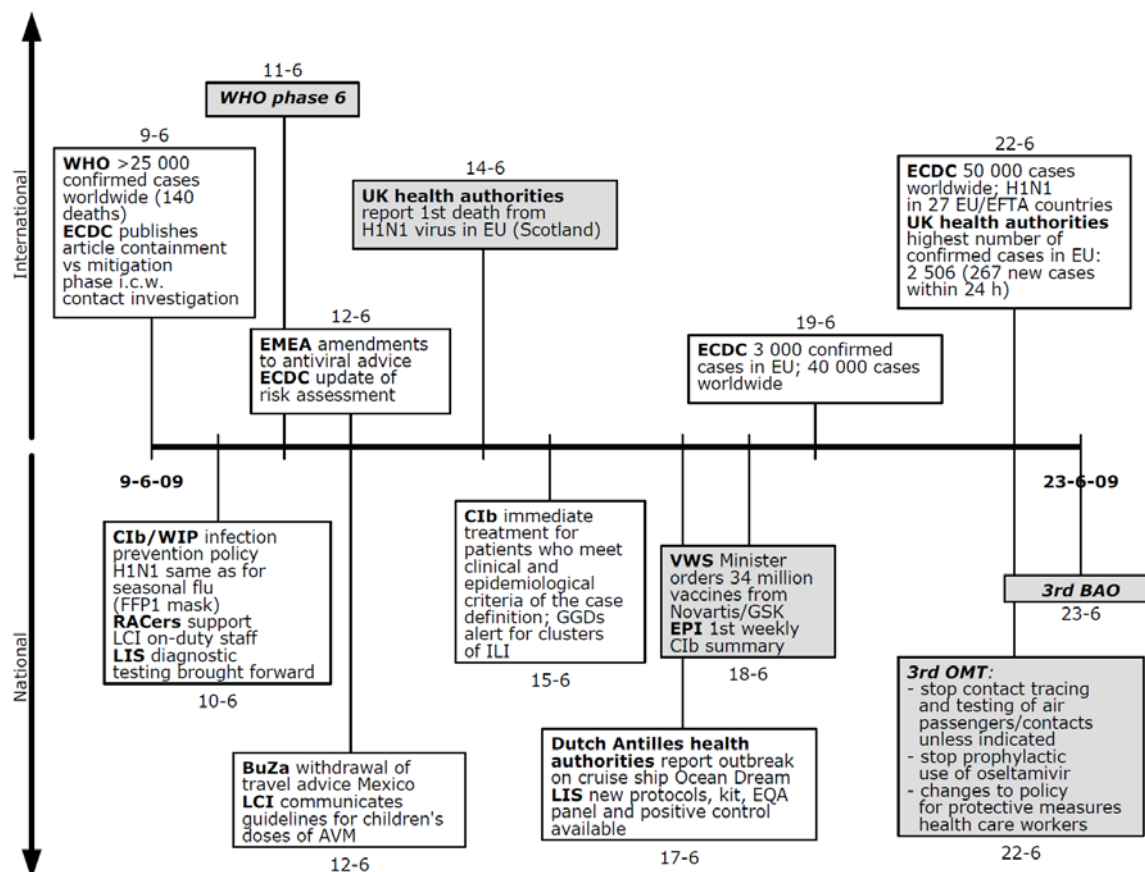 International
11-6
WHO phase 6
9-6
WHO >25 000
confirmed cases
worldwide (140
deaths)
ECDC publishes
article containment
vs mitigation
phase i.c.w.
contact investigation
14-6
UK health authorities
report 1st death from
H1N1 virus in EU (Scotland)
22-6
ECDC 50 000 cases
worldwide; H1N1
in 27 EU/EFTA countries
UK health authorities
highest number of
confirmed cases in EU:
2 506 (267 new cases
within 24 h)
12-6
EMEA amendments
to antiviral advice
ECDC update of
risk assessment
19-6
ECDC 3 000 confirmed
cases in EU; 40 000 cases
worldwide
9-6-09
23-6-09
National
CIb/WIP infection
prevention policy
H1N1 same as for
seasonal flu
(FFP1 mask)
RACers support
LCI on-duty staff
LIS diagnostic
testing brought forward
10-6
CIb immediate
treatment for
patients who meet
clinical and
epidemiological
criteria of the case
definition; GGDs
alert for clusters
of ILI
15-6
VWS Minister
orders 34 million
vaccines from
Novartis/GSK
EPI 1st weekly
CIb summary
18-6
3rd BAO
23-6
BuZa withdrawal of
travel advice Mexico
LCI communicates
guidelines for children's
doses of AVM
12-6
Dutch Antilles health
authorities report outbreak
on cruise ship Ocean Dream
LIS new protocols, kit, EQA
panel and positive control
available
17-6
3rd OMT:
- stop contact tracing
and testing of air
passengers/contacts
unless indicated
- stop prophylactic
use of oseltamivir
- changes to policy
for protective measures
health care workers
22-6